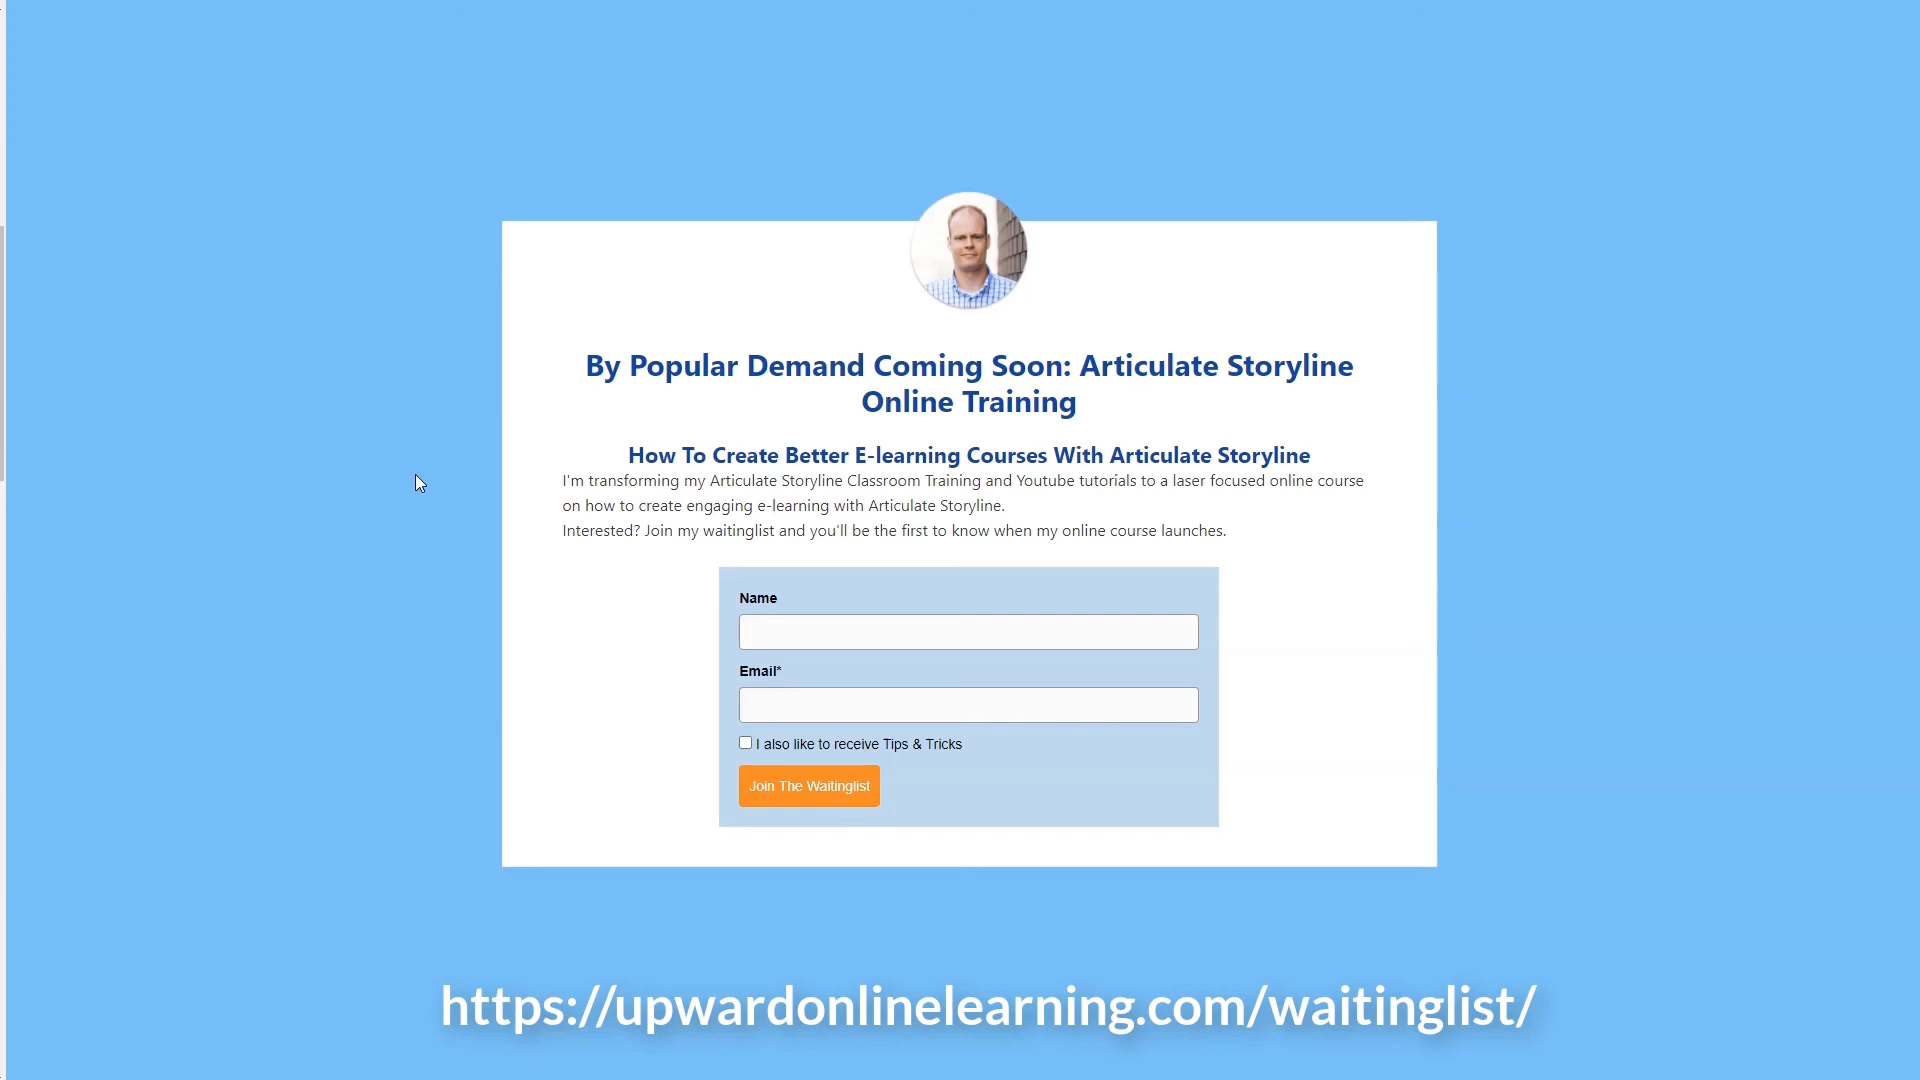 By Popular Demand Coming Soon: Articulate Storyline
Online Training
How To Create Better E-learning Courses With Articulate Storyline
I'm transforming my Articulate Storyline Classroom Training and Youtube tutorials to a laser focused online course
on how to create engaging e-learning with Articulate Storyline.
Interested? Join my waitinglist and you'll be the first to know when my online course launches.
Name
Email*
I also like to receive Tips & Tricks
Join The Waitinglist
https://upwardonlinelearning.com/waitinglist/